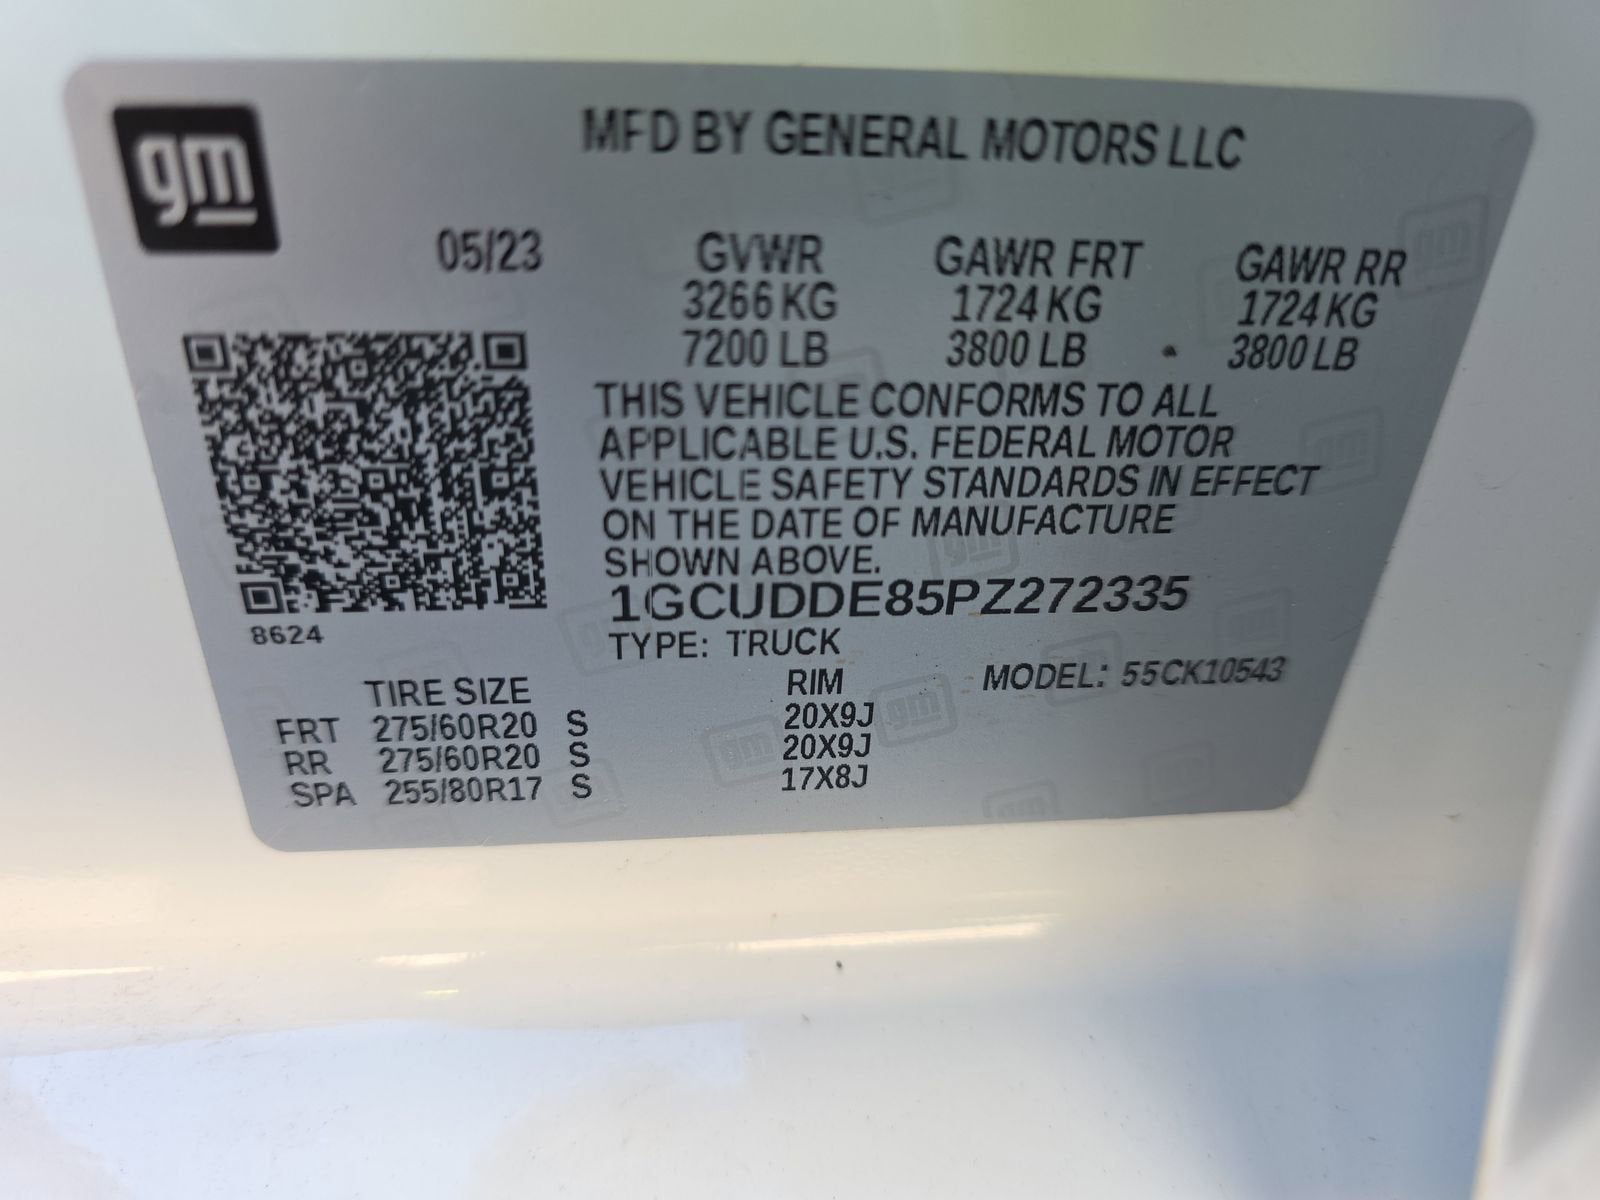 gm
MFD BY GENERAL MOTORS LLC
05/23 GVWR GAWR FRT GAWR RR
3266 KG 1724 KG 1724 KG
7200 LB 3800 LB 3800 LB
THIS VEHICLE CONFORMS TO ALL
APPLICABLE U.S. FEDERAL MOTOR
VEHICLE SAFETY STANDARDS IN EFFECT
ON THE DATE OF MANUFACTURE
SHOWN ABOVE.
1GCUDDE85PZ272335
8624
TYPE: TRUCK
TIRE SIZE RIM MODEL: 55CK10543
FRT 275/60R20 S 20X9J
RR 275/60R20 S 20X9J
SPA 255/80R17 S 17X8J